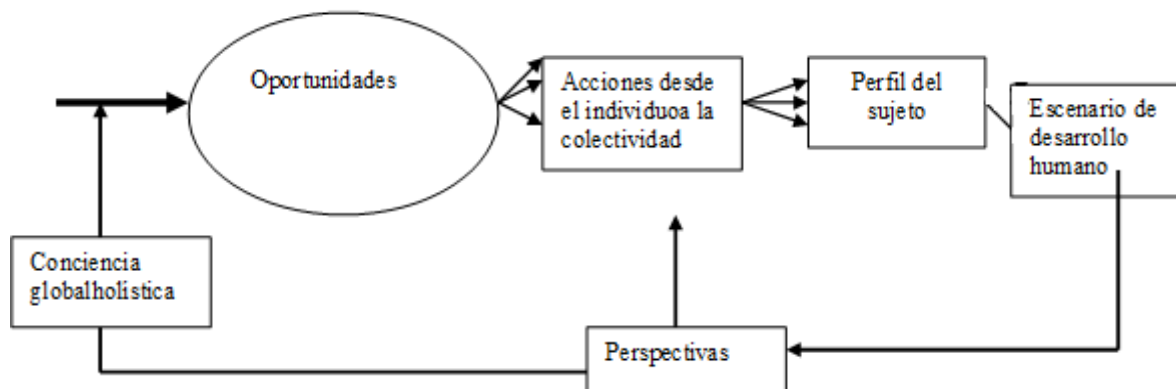 Oportunidades
Acciones desde
el individuoa la
colectividad
Perfil del
sujeto
Escenario de
desarrollo
humano
Conciencia
globalholistica
Perspectivas